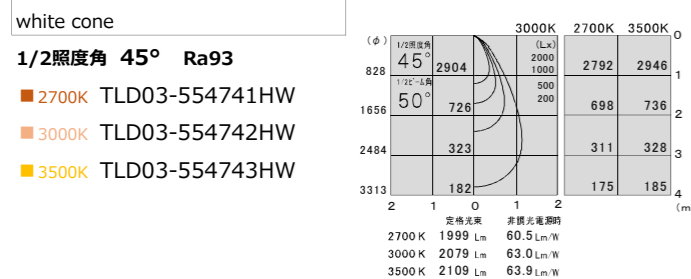 white cone
1/2照度角 45° Ra93
2700K TLD03-554741HW
3000K TLD03-554742HW
3500K TLD03-554743HW
3000K 2700K 3500K
(φ) 1/2照度角 45° (Lx) 0
2000
1000
500
200
828 2904 2792 2946 1
1/2ビーム角 50°
1656 726 698 736 2
2484 323 311 328 3
3313 182 175 185 4
2 1 0 1 2 (m
定格光束 非調光電源時
2700K 1999 Lm 60.5 Lm/W
3000K 2079 Lm 63.0 Lm/W
3500K 2109 Lm 63.9 Lm/W